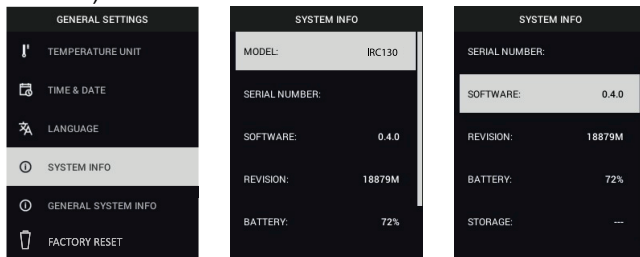 GENERAL SETTINGS
TEMPERATURE UNIT
TIME & DATE
LANGUAGE
SYSTEM INFO
GENERAL SYSTEM INFO
FACTORY RESET
SYSTEM INFO
MODEL: IRC130
SERIAL NUMBER:
SOFTWARE: 0.4.0
REVISION: 18879M
BATTERY: 72%
SYSTEM INFO
SERIAL NUMBER:
SOFTWARE: 0.4.0
REVISION: 18879M
BATTERY: 72%
STORAGE: ---